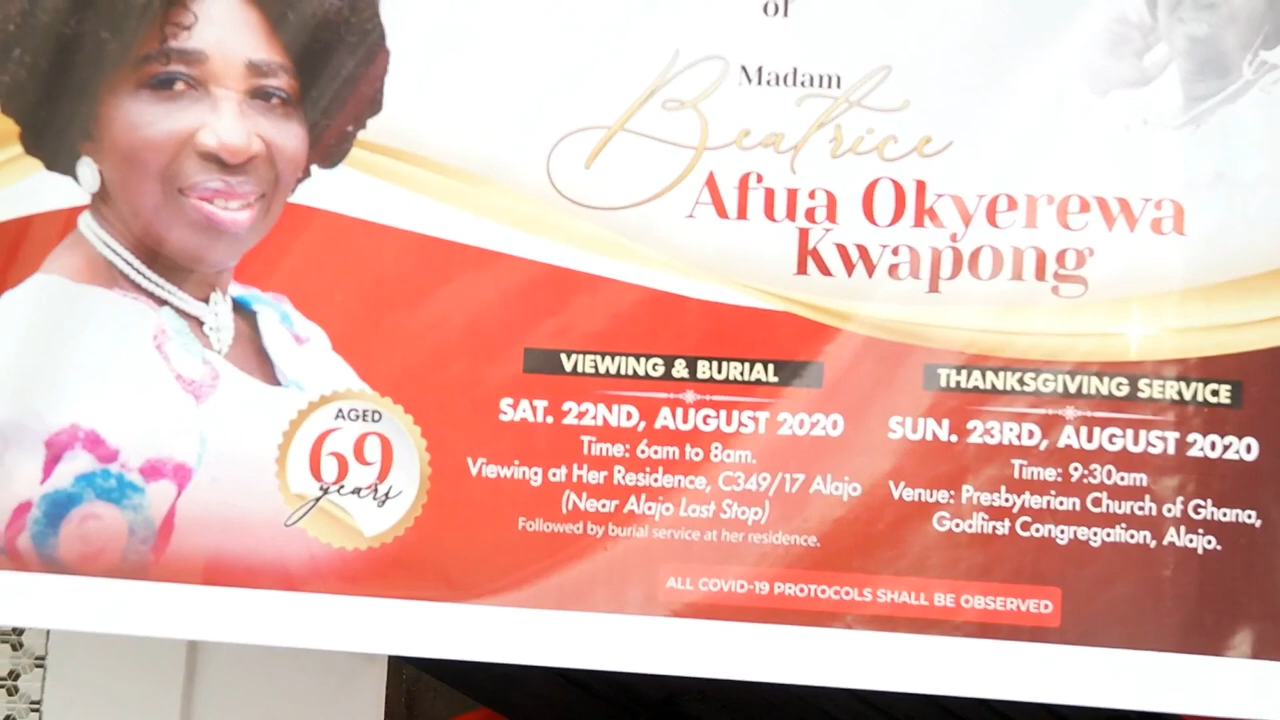 of
Madam
Beatrice
Afua Okyerewa
Kwapong
AGED
69
years
VIEWING & BURIAL
SAT. 22ND, AUGUST 2020
Time: 6am to 8am.
Viewing at Her Residence, C349/17 Alajo
(Near Alajo Last Stop)
Followed by burial service at her residence.
THANKSGIVING SERVICE
SUN. 23RD, AUGUST 2020
Time: 9:30am
Venue: Presbyterian Church of Ghana,
Godfirst Congregation, Alajo.
ALL COVID-19 PROTOCOLS SHALL BE OBSERVED